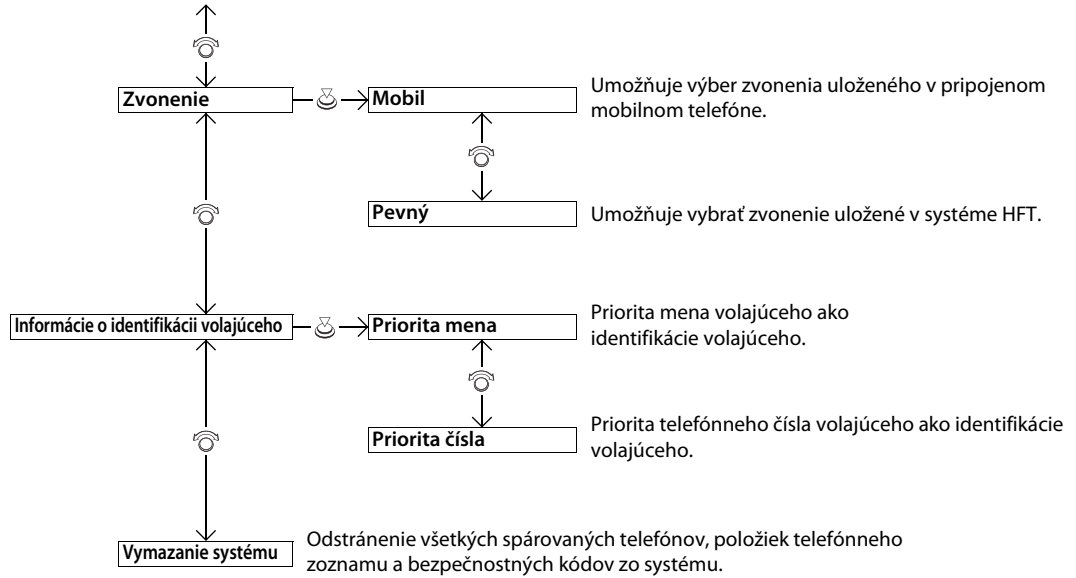 Zvonenie
Mobil
Umožňuje výber zvonenia uloženého v pripojenom
mobilnom telefóne.
Pevný
Umožňuje vybrať zvonenie uložené v systéme HFT.
Informácie o identifikácii volajúceho
Priorita mena
Priorita mena volajúceho ako
identifikácie volajúceho.
Priorita čísla
Priorita telefónneho čísla volajúceho ako identifikácie
volajúceho.
Vymazanie systému
Odstránenie všetkých spárovaných telefónov, položiek telefónneho
zoznamu a bezpečnostných kódov zo systému.